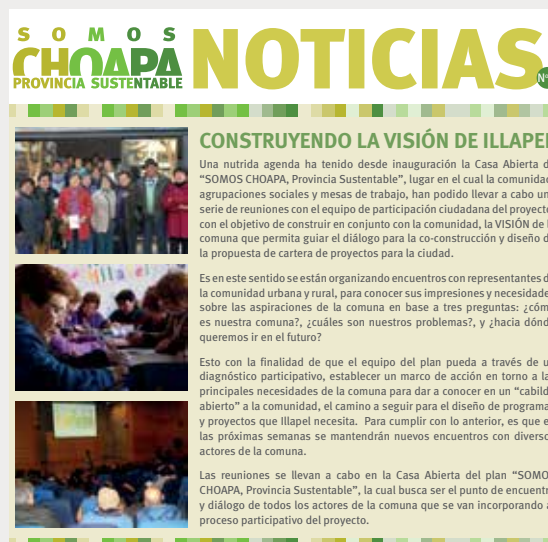 SOMOS
CHOAPA
PROVINCIA SUSTENTABLE
NOTICIAS
Nº
CONSTRUYENDO LA VISIÓN DE ILLAPEL
Una nutrida agenda ha tenido desde inauguración la Casa Abierta d
“SOMOS CHOAPA, Provincia Sustentable”, lugar en el cual la comunidad
agrupaciones sociales y mesas de trabajo, han podido llevar a cabo un
serie de reuniones con el equipo de participación ciudadana del proyecto
con el objetivo de construir en conjunto con la comunidad, la VISIÓN de l
comuna que permita guiar el diálogo para la co-construcción y diseño d
la propuesta de cartera de proyectos para la ciudad.
Es en este sentido se están organizando encuentros con representantes d
la comunidad urbana y rural, para conocer sus impresiones y necesidade
sobre las aspiraciones de la comuna en base a tres preguntas: ¿cóm
es nuestra comuna?, ¿cuáles son nuestros problemas?, y ¿hacia dónd
queremos ir en el futuro?
Esto con la finalidad de que el equipo del plan pueda a través de u
diagnóstico participativo, establecer un marco de acción en torno a la
principales necesidades de la comuna para dar a conocer en un “cabild
abierto” a la comunidad, el camino a seguir para el diseño de programa
y proyectos que Illapel necesita. Para cumplir con lo anterior, es que e
las próximas semanas se mantendrán nuevos encuentros con diverso
actores de la comuna.
Las reuniones se llevan a cabo en la Casa Abierta del plan “SOMO
CHOAPA, Provincia Sustentable”, la cual busca ser el punto de encuentr
y diálogo de todos los actores de la comuna que se van incorporando a
proceso participativo del proyecto.